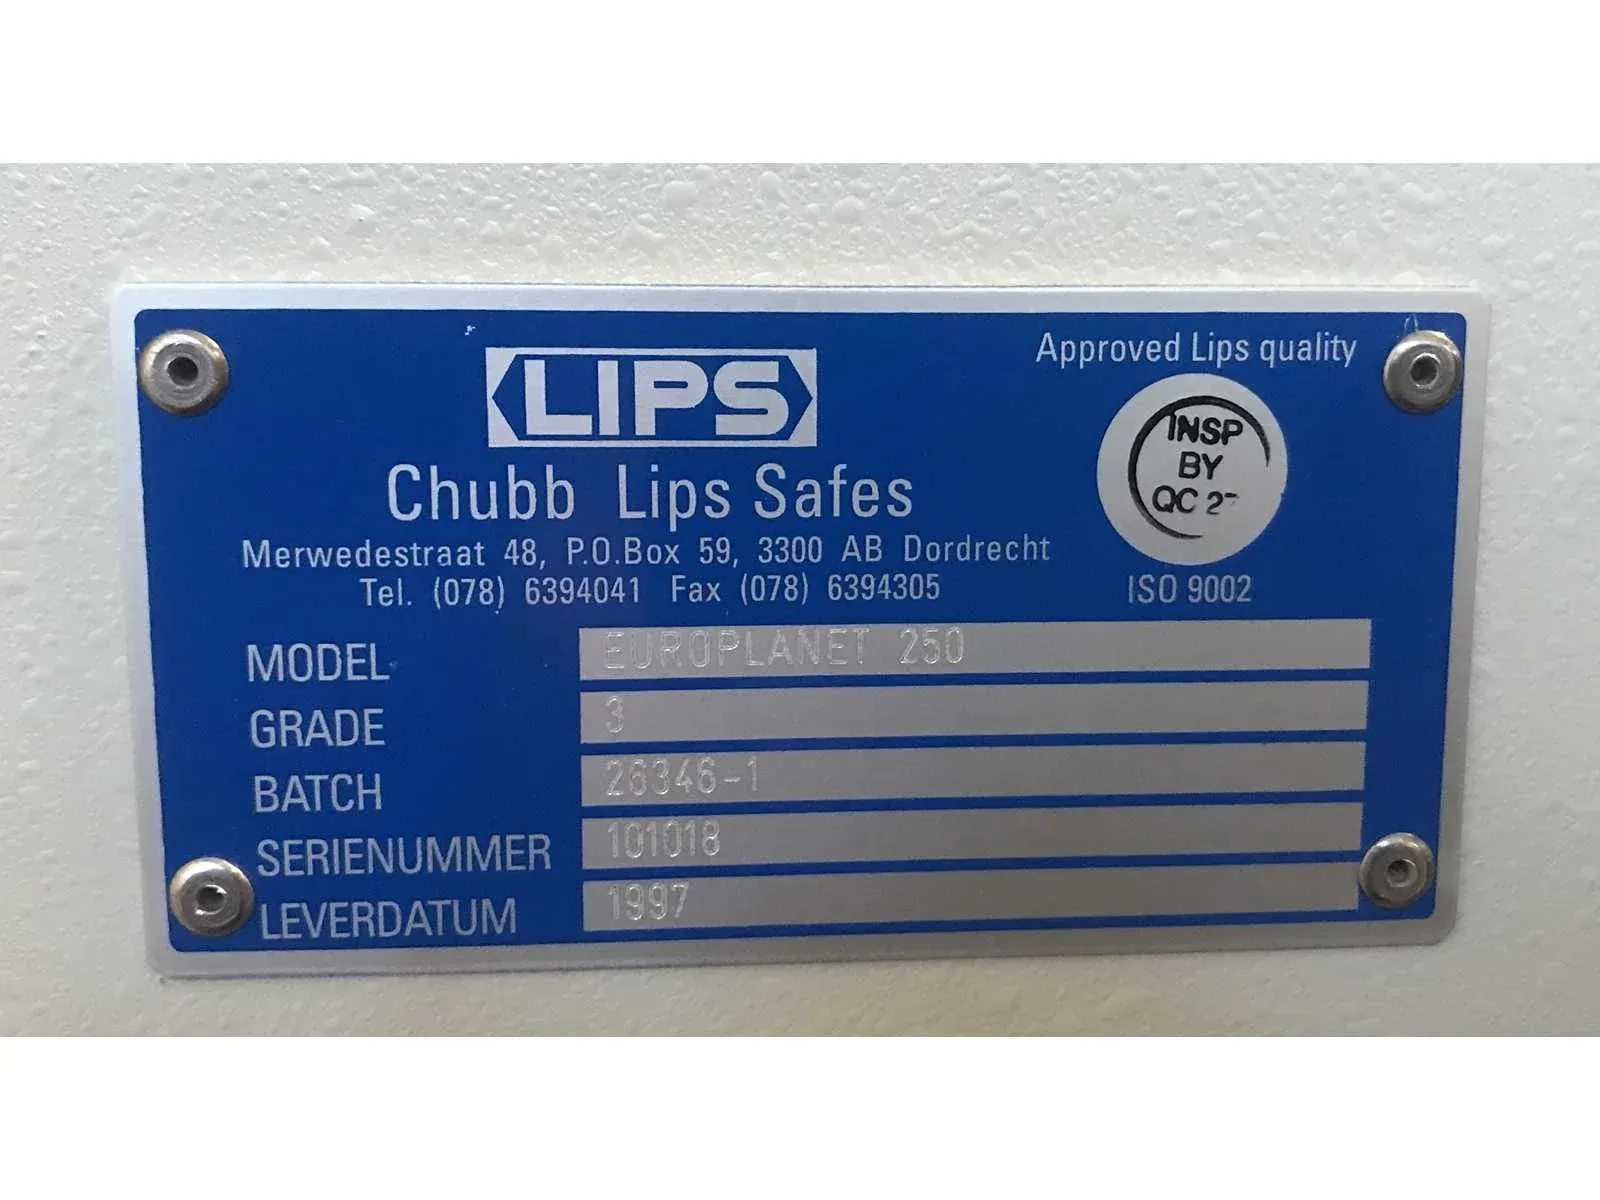 LIPS
Chubb Lips Safes
Merwedestraat 48, P.O.Box 59, 3300 AB Dordrecht
Tel. (078) 6394041 Fax (078) 6394305
Approved Lips quality
INSP
BY
QC
ISO 9002
MODEL EUROPLANET 250
GRADE 3
BATCH 26346-1
SERIENUMMER 101018
LEVERDATUM 1997